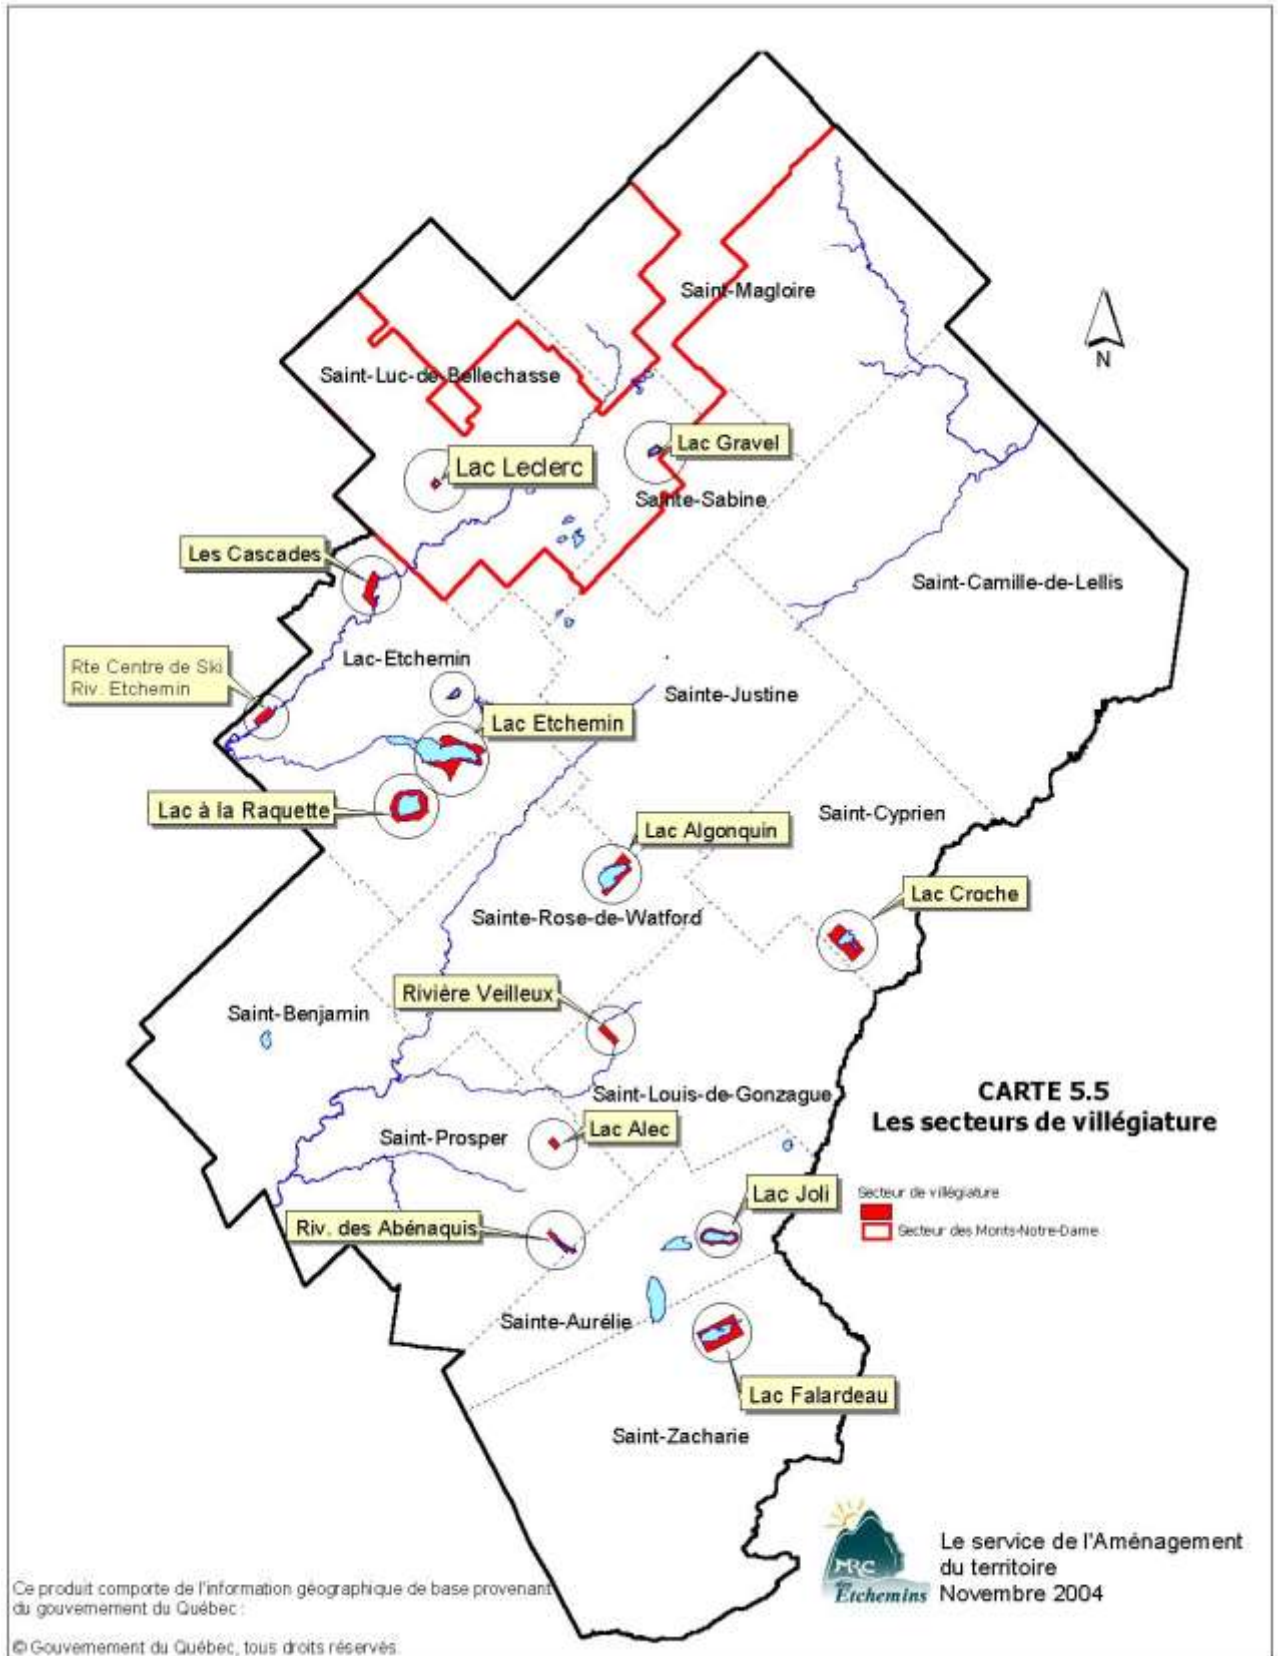 Saint-Magloire
N
Saint-Luc-de-Bellechasse
Lac Gravel
Lac Leclerc
Sainte-Sabine
Les Cascades
Saint-Camille-de-Lellis
Rte Centre de Ski
Riv. Etchemin
Lac-Etchemin
Sainte-Justine
Lac Etchemin
Lac à la Raquette
Lac Algonquin
Saint-Cyprien
Lac Croche
Sainte-Rose-de-Watford
Rivière Veilleux
Saint-Benjamin
Saint-Louis-de-Gonzague
CARTE 5.5
Les secteurs de villégiature
Saint-Prosper
Lac Alec
Lac Joli
Secteur de villégiature
Secteur des Monts-Notre-Dame
Riv. des Abénaquis
Sainte-Aurélie
Lac Falardeau
Saint-Zacharie
MRC
des Etchemins
Le service de l'Aménagement
du territoire
Novembre 2004
Ce produit comporte de l'information géographique de base provenant
du gouvernement du Québec :
© Gouvernement du Québec, tous droits réservés.